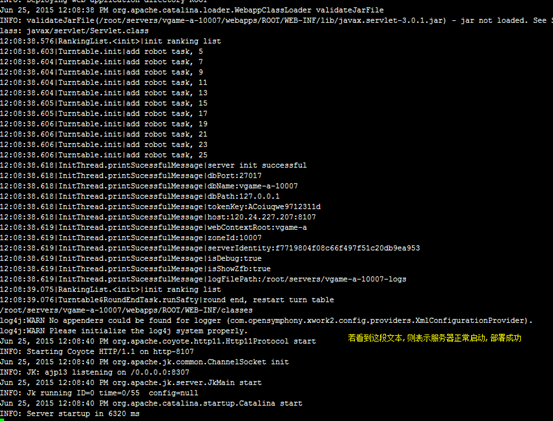 INFO: Deploying web application directory ROOT
Jun 25, 2015 12:08:38 PM org.apache.catalina.loader.WebappClassLoader validateJarFile
INFO: validateJarFile(/root/servers/vgame-a-10007/webapps/ROOT/WEB-INF/lib/javax.servlet-3.0.1.jar) - jar not loaded. See
lass: javax/servlet/Servlet.class
12:08:38.576|RankingList.<init>|init ranking list
12:08:38.603|Turntable.init|add robot task, 5
12:08:38.604|Turntable.init|add robot task, 7
12:08:38.604|Turntable.init|add robot task, 9
12:08:38.604|Turntable.init|add robot task, 11
12:08:38.604|Turntable.init|add robot task, 13
12:08:38.605|Turntable.init|add robot task, 15
12:08:38.605|Turntable.init|add robot task, 17
12:08:38.606|Turntable.init|add robot task, 19
12:08:38.606|Turntable.init|add robot task, 21
12:08:38.606|Turntable.init|add robot task, 23
12:08:38.606|Turntable.init|add robot task, 25
12:08:38.618|InitThread.printSucessfulMessage|server init successful
12:08:38.618|InitThread.printSucessfulMessage|dbPort:27017
12:08:38.618|InitThread.printSucessfulMessage|dbName:vgame-a-10007
12:08:38.618|InitThread.printSucessfulMessage|dbPath:127.0.0.1
12:08:38.618|InitThread.printSucessfulMessage|tokenKey:ACoiuqwe9712311d
12:08:38.618|InitThread.printSucessfulMessage|host:120.24.227.207:8107
12:08:38.619|InitThread.printSucessfulMessage|webContextRoot:vgame-a
12:08:38.619|InitThread.printSucessfulMessage|zoneId:10007
12:08:38.619|InitThread.printSucessfulMessage|serverIdentity:f7719804f08c66f497f51c20db9ea953
12:08:38.619|InitThread.printSucessfulMessage|isDebug:true
12:08:38.619|InitThread.printSucessfulMessage|isShowZfb:true
12:08:38.619|InitThread.printSucessfulMessage|logFilePath:/root/servers/vgame-a-10007-logs
12:08:39.075|RankingList.<init>|init ranking list
12:08:39.076|Turntable$RoundEndTask.runSafty|round end, restart turn table
/root/servers/vgame-a-10007/webapps/ROOT/WEB-INF/classes
log4j:WARN No appenders could be found for logger (com.opensymphony.xwork2.config.providers.XmlConfigurationProvider).
log4j:WARN Please initialize the log4j system properly.
Jun 25, 2015 12:08:40 PM org.apache.coyote.http11.Http11Protocol start
若看到这段文本,则表示服务器正常启动,部署成功
INFO: Starting Coyote HTTP/1.1 on http-8107
Jun 25, 2015 12:08:40 PM org.apache.jk.common.ChannelSocket init
INFO: JK: ajp13 listening on /0.0.0.0:8307
Jun 25, 2015 12:08:40 PM org.apache.jk.server.JkMain start
INFO: Jk running ID=0 time=0/55  config=null
Jun 25, 2015 12:08:40 PM org.apache.catalina.startup.Catalina start
INFO: Server startup in 6320 ms